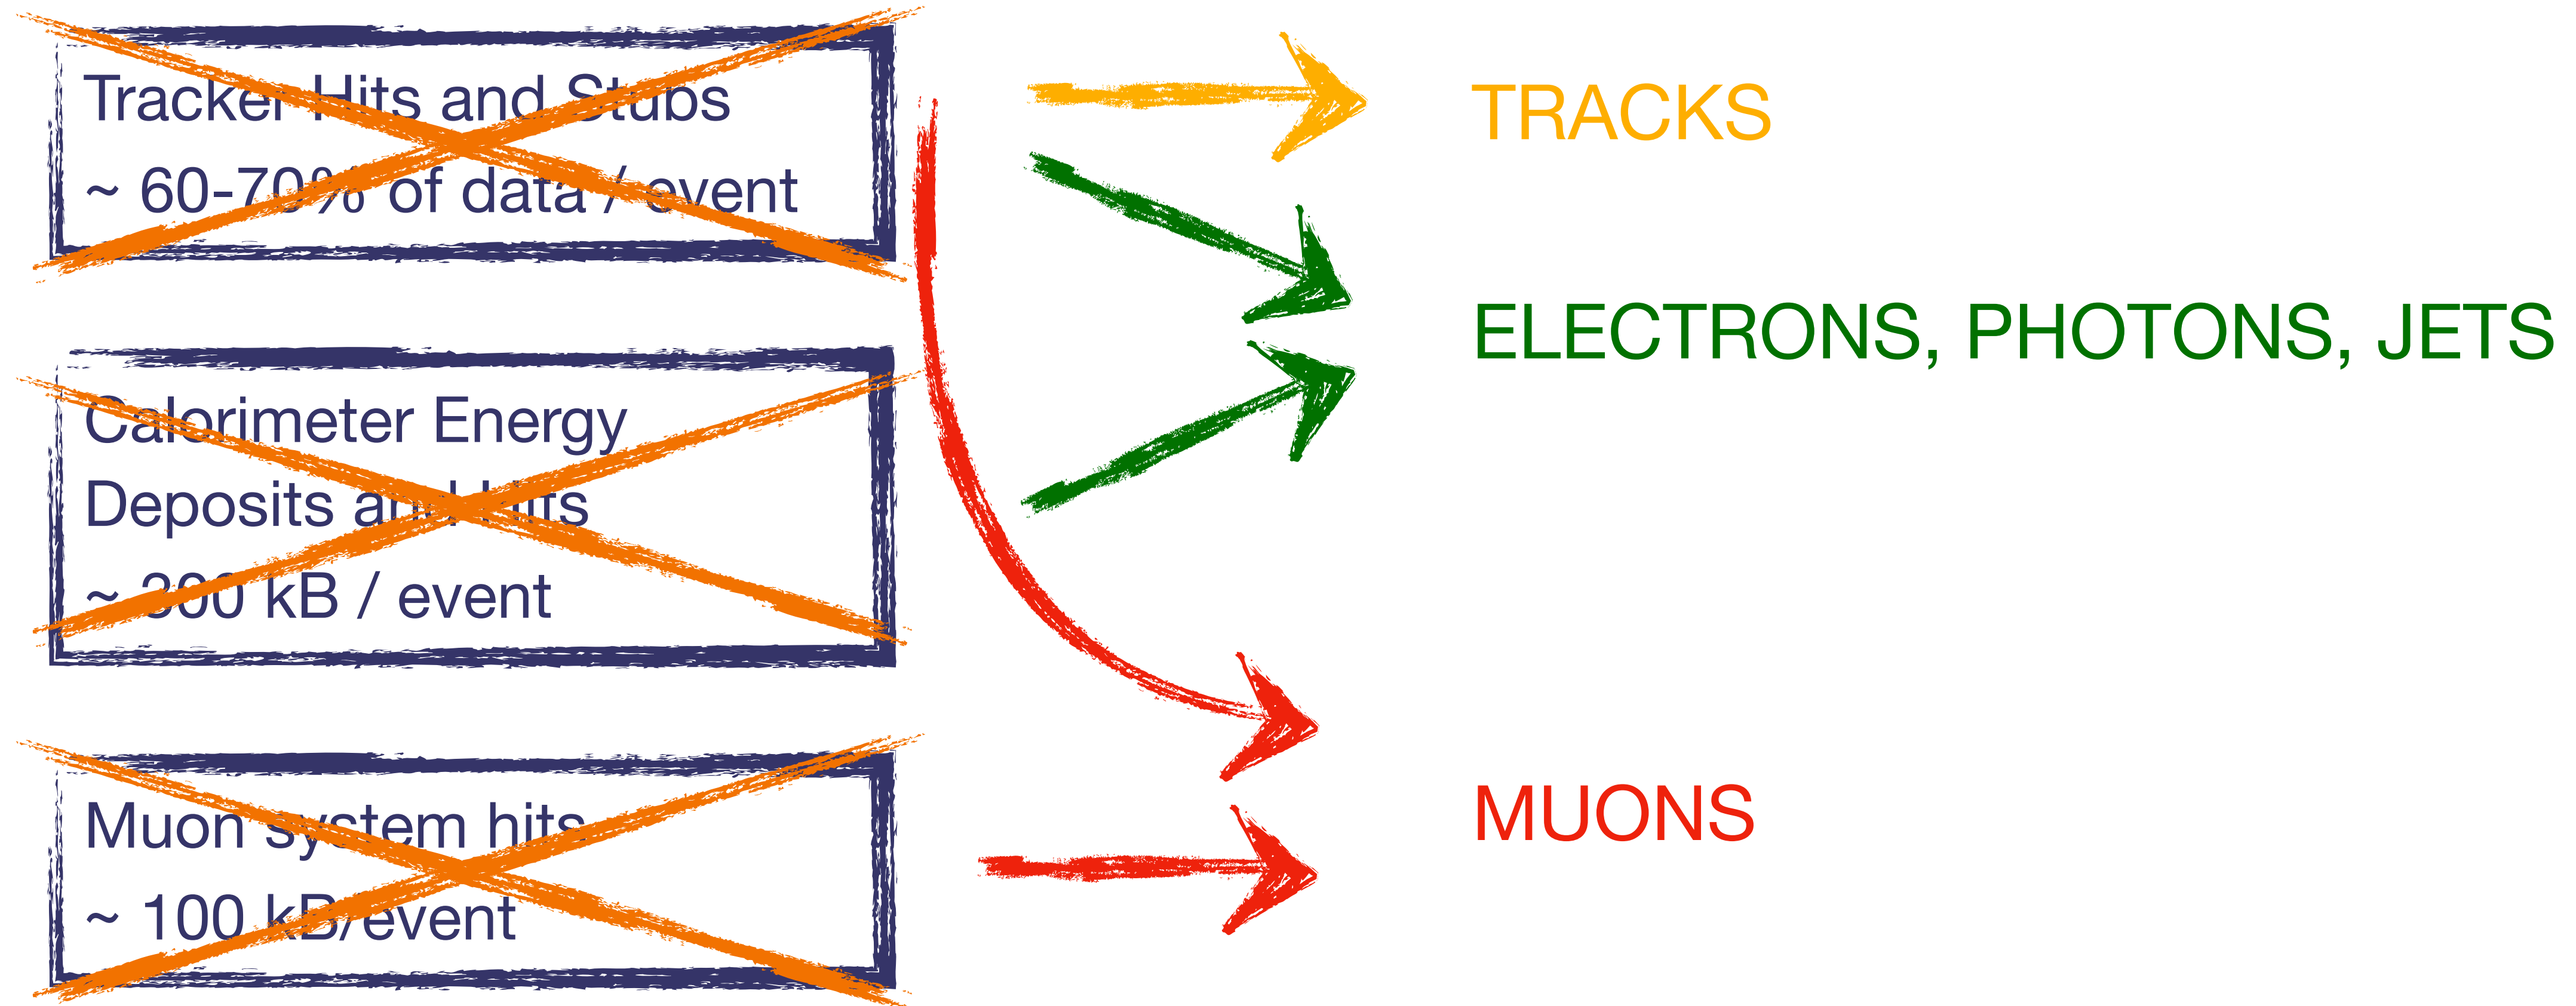 Tracker Hits and Stubs
~ 60-70% of data / event
TRACKS
ELECTRONS, PHOTONS, JETS
Calorimeter Energy
Deposits and Hits
~ 300 kB / event
Muon system hits
~ 100 kB/event
MUONS